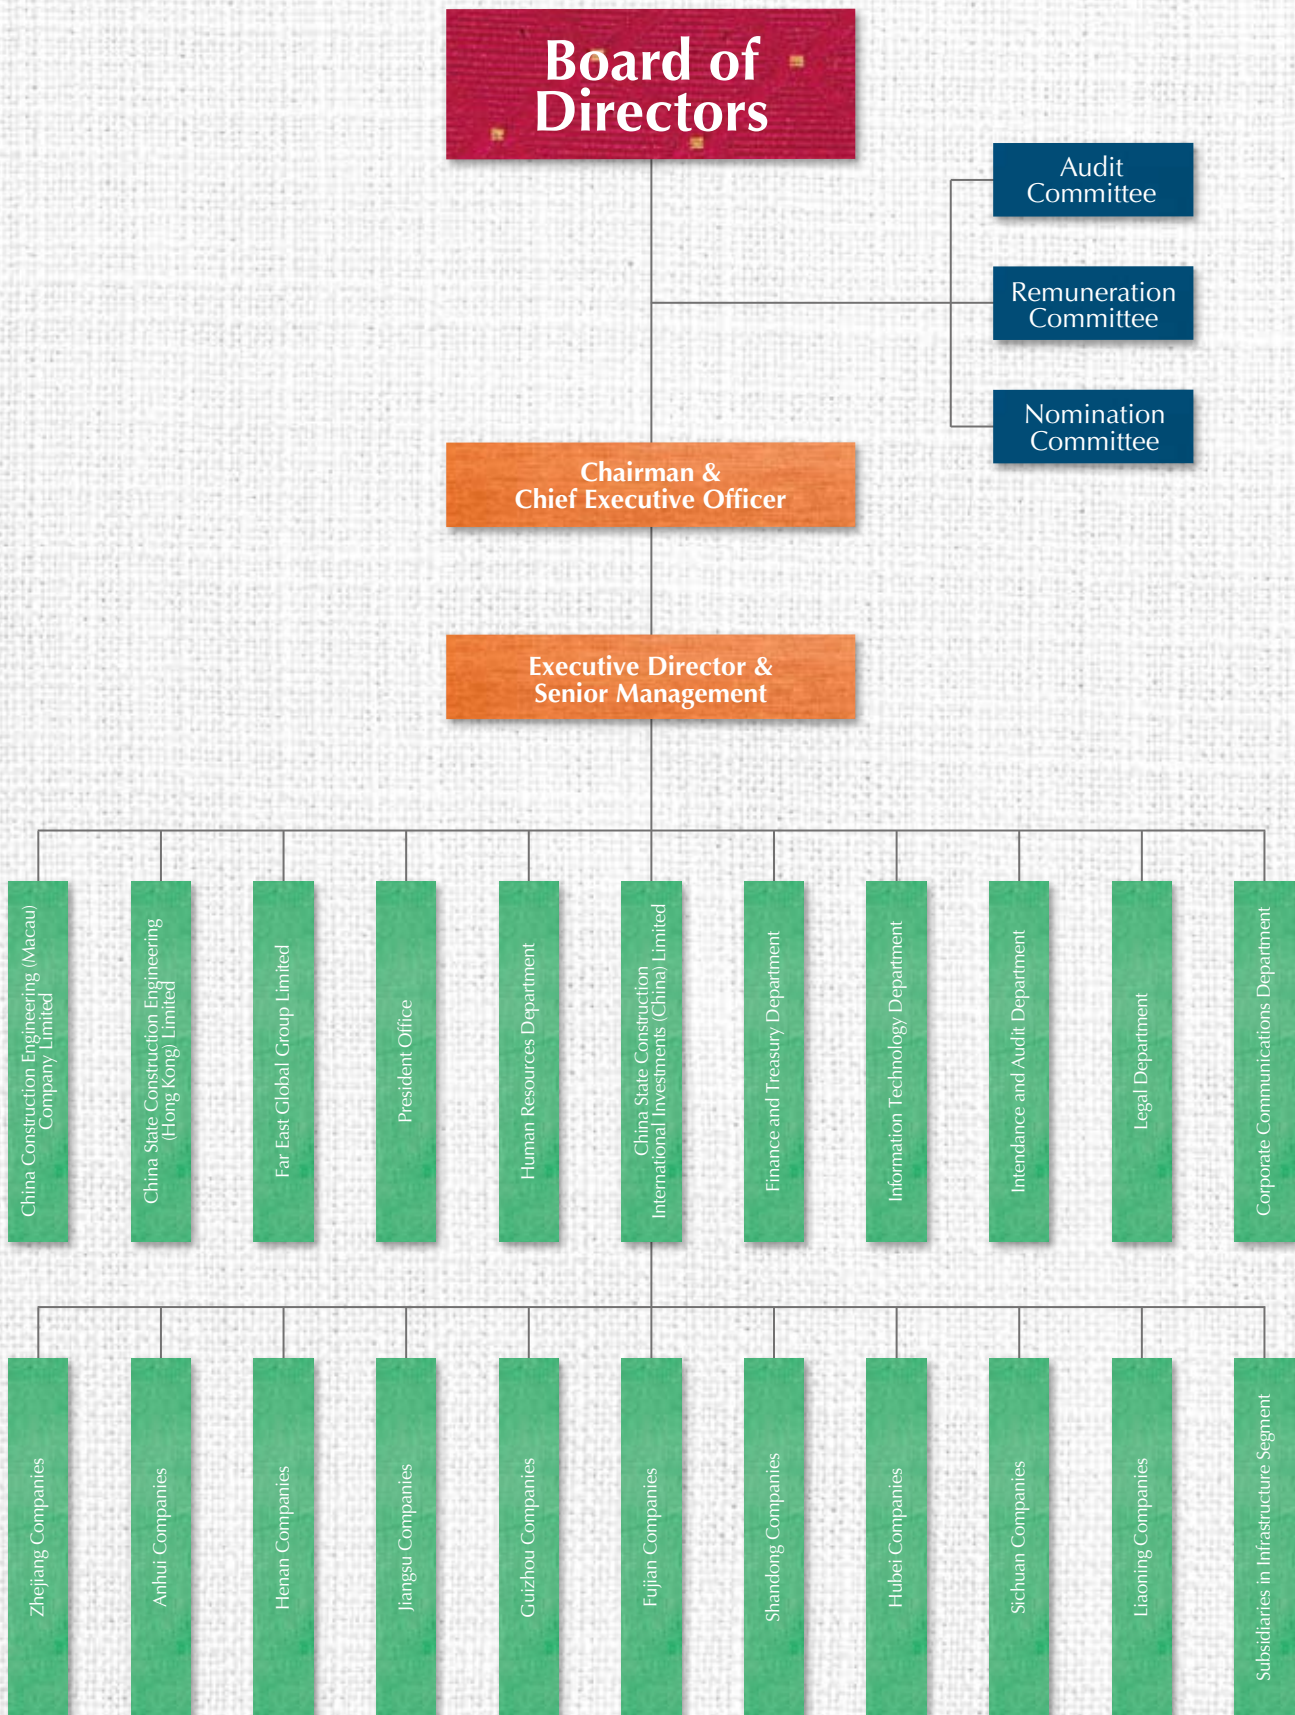 Board of
Directors
Audit
Committee
Remuneration
Committee
Nomination
Committee
Chairman &
Chief Executive Officer
Executive Director &
Senior Management
China Construction Engineering (Macau)
Company Limited
China State Construction Engineering
(Hong Kong) Limited
Far East Global Group Limited
President Office
Human Resources Department
China State Construction
International Investments (China) Limited
Finance and Treasury Department
Information Technology Department
Intendance and Audit Department
Legal Department
Corporate Communications Department
Zhejiang Companies
Anhui Companies
Henan Companies
Jiangsu Companies
Guizhou Companies
Fujian Companies
Shandong Companies
Hubei Companies
Sichuan Companies
Liaoning Companies
Subsidiaries in Infrastructure Segment